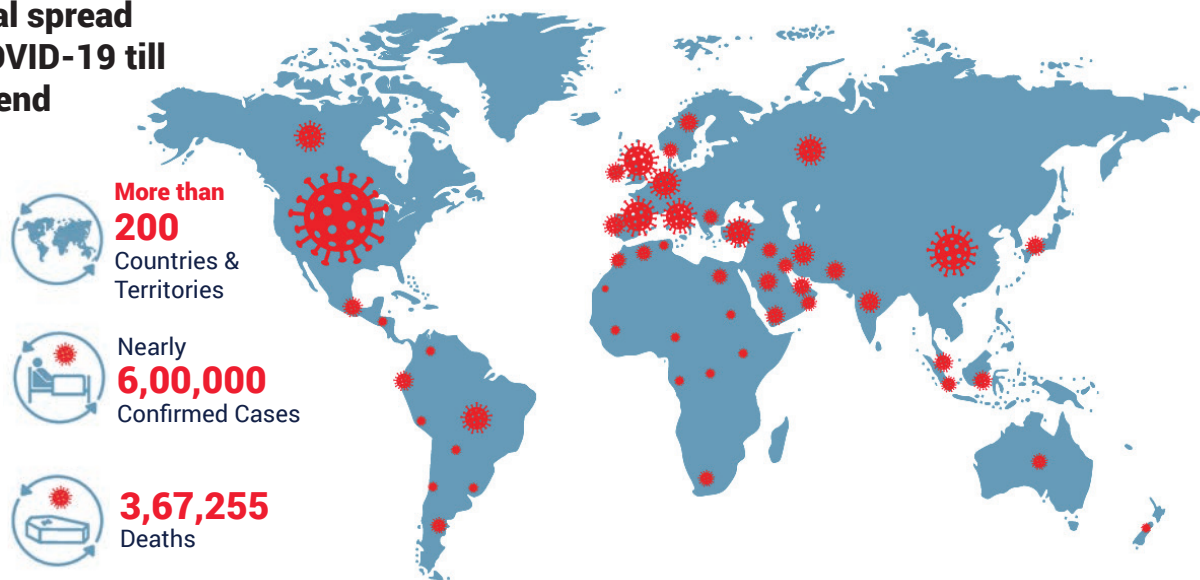 al spread
OVID-19 till
end
More than
200
Countries &
Territories
Nearly
6,00,000
Confirmed Cases
3,67,255
Deaths